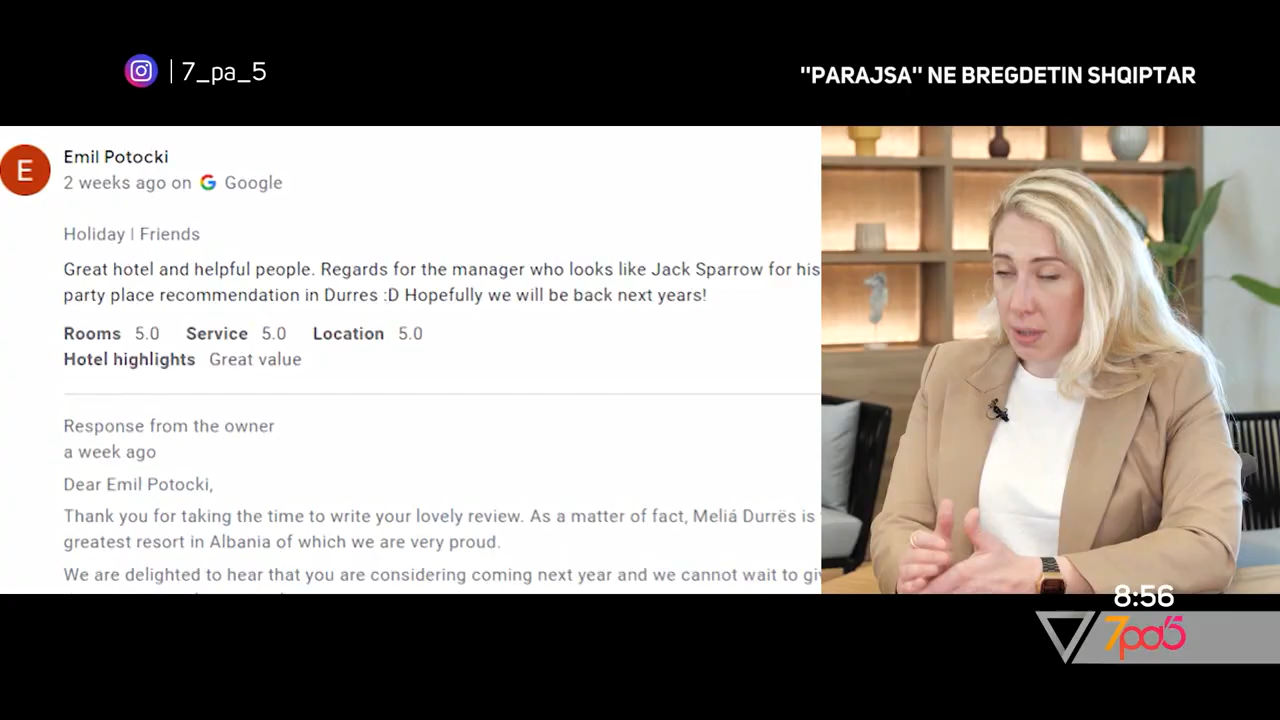 7_pa_5
"PARAJSA" NE BREGDETIN SHQIPTAR
E
Emil Potocki
2 weeks ago on Google
Holiday | Friends
Great hotel and helpful people. Regards for the manager who looks like Jack Sparrow for his
party place recommendation in Durres :D Hopefully we will be back next years!
Rooms 5.0 Service 5.0 Location 5.0
Hotel highlights Great value
Response from the owner
a week ago
Dear Emil Potocki,
Thank you for taking the time to write your lovely review. As a matter of fact, Meliá Durrës is
greatest resort in Albania of which we are very proud.
We are delighted to hear that you are considering coming next year and we cannot wait to
8:56
7pa5